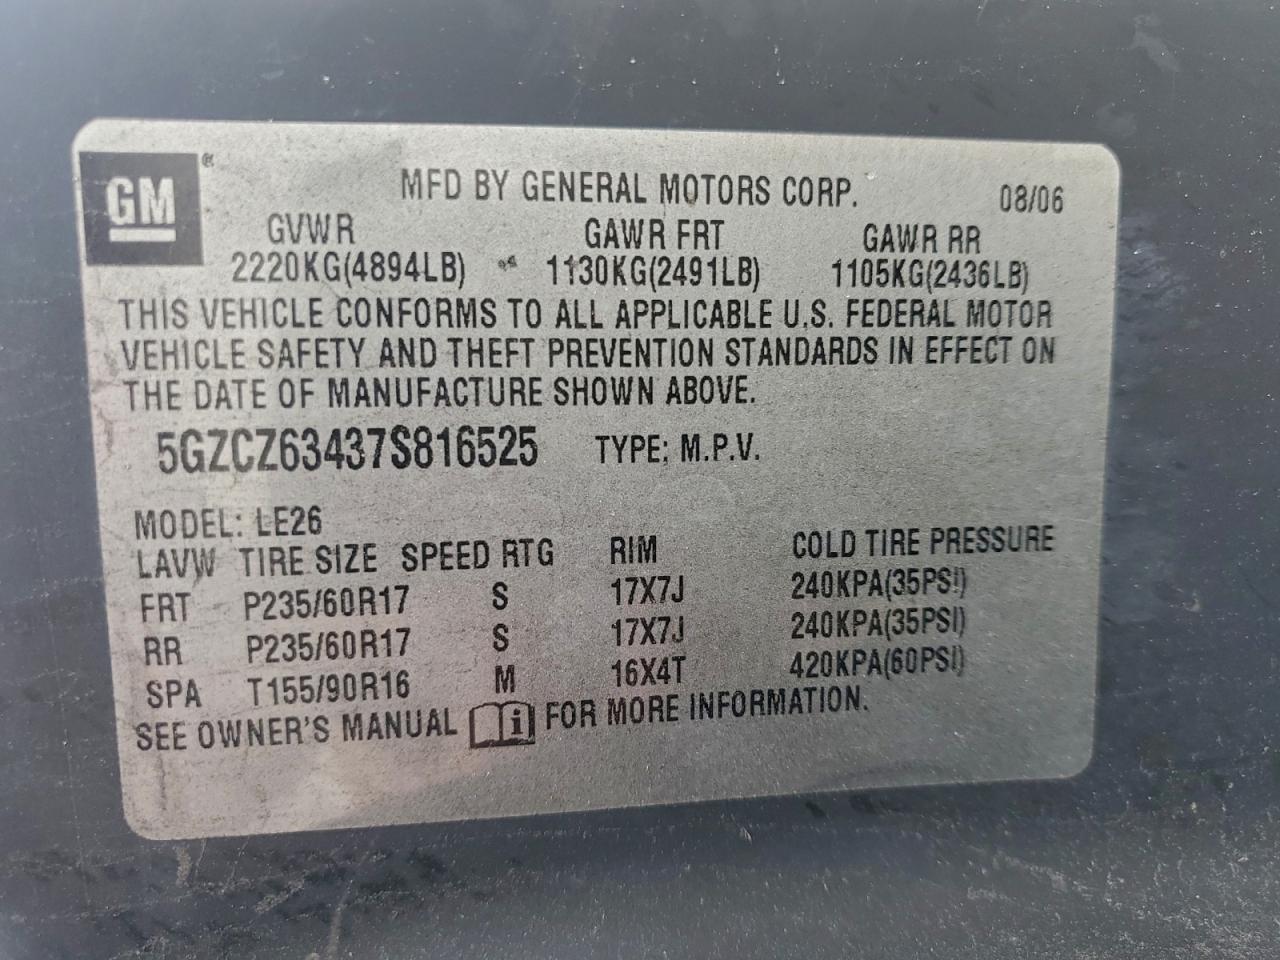 GM ®
MFD BY GENERAL MOTORS CORP. 08/06
GVWR GAWR FRT GAWR RR
2220KG(4894LB) 1130KG(2491LB) 1105KG(2436LB)
THIS VEHICLE CONFORMS TO ALL APPLICABLE U.S. FEDERAL MOTOR
VEHICLE SAFETY AND THEFT PREVENTION STANDARDS IN EFFECT ON
THE DATE OF MANUFACTURE SHOWN ABOVE.
5GZCZ63437S816525 TYPE: M.P.V.
MODEL: LE26
LAVW TIRE SIZE SPEED RTG RIM COLD TIRE PRESSURE
FRT P235/60R17 S 17X7J 240KPA(35PSI)
RR P235/60R17 S 17X7J 240KPA(35PSI)
SPA T155/90R16 M 16X4T 420KPA(60PSI)
SEE OWNER'S MANUAL i FOR MORE INFORMATION.